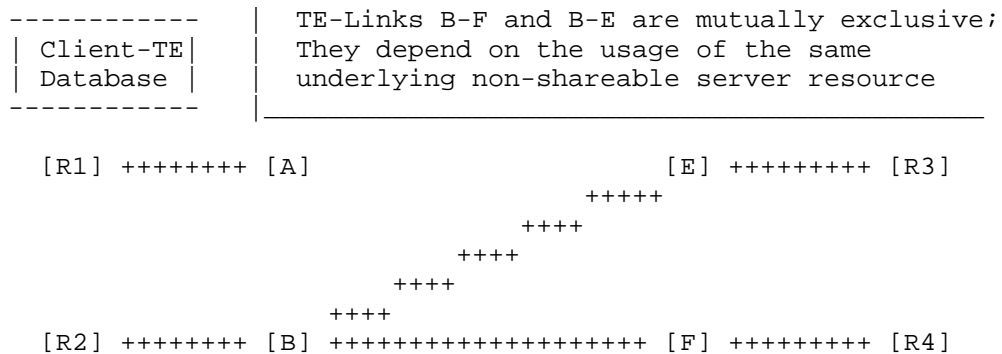 ------------     |  TE-Links B-F and B-E are mutually exclusive;
| Client-TE|     |  They depend on the usage of the same
| Database |     |  underlying non-shareable server resource
------------     |_____________________________________________
[R1] ++++++++ [A]                          [E] +++++++++ [R3]
                                     +++++
                                 ++++
                             ++++
                         ++++
                     ++++
[R2] ++++++++ [B] ++++++++++++++++++++ [F] +++++++++ [R4]